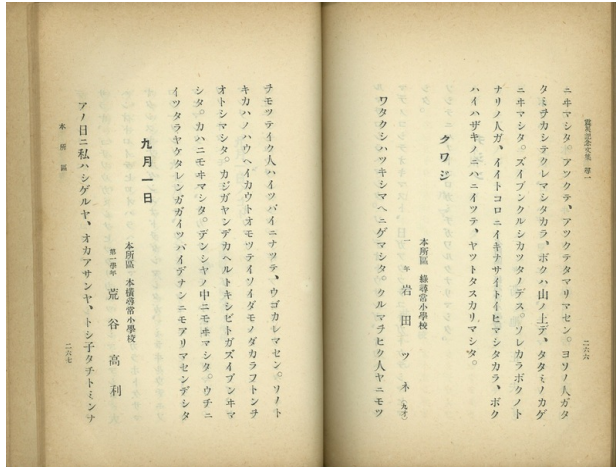 震災記念文集 尋一
二六六
ニヰマシタ。アツクテ、アツクテタマリマセン。ヨソノ人ガタ
タミヲカシテクレマシタカラ、ボクハ山ノ上デ、タタミノカゲ
ニヰマシタ。ズイブンクルシカツタノデス。ソレカラボクノト
ナリノ人ガ、イイトコロニイキナサイトイヒマシタカラ、ボク
ハイハザキノニハニイツテ、ヤツトタスカリマシタ。
クワジ
本所區 綠尋常小學校
一年 岩田ツネ(九才)
ワタクシハツキシマヘニゲマシタ。クルマヲヒク人ヤニモツ
ヲモツテイク人ハイツパイニナツテ、ウゴカレマセン。ソノト
キカハノハウヘイカウトオモツテイソイダモノダカラフトンヲ
オトシマシタ。カジガヤンデカヘルトキシビトガズイブンヰマ
シタ。カハニモヰマシタ。デンシヤノ中ニモヰマシタ。ウチニ
イツタラヤケタレンガガイツパイデナンニモアリマセンデシタ
九月一日
本所區 本橫尋常小學校
第一學年 荒谷高利
アノ日ニ私ハシゲルヤ、オカアサンヤ、トシ子タチトミンナ
本所區
二六七